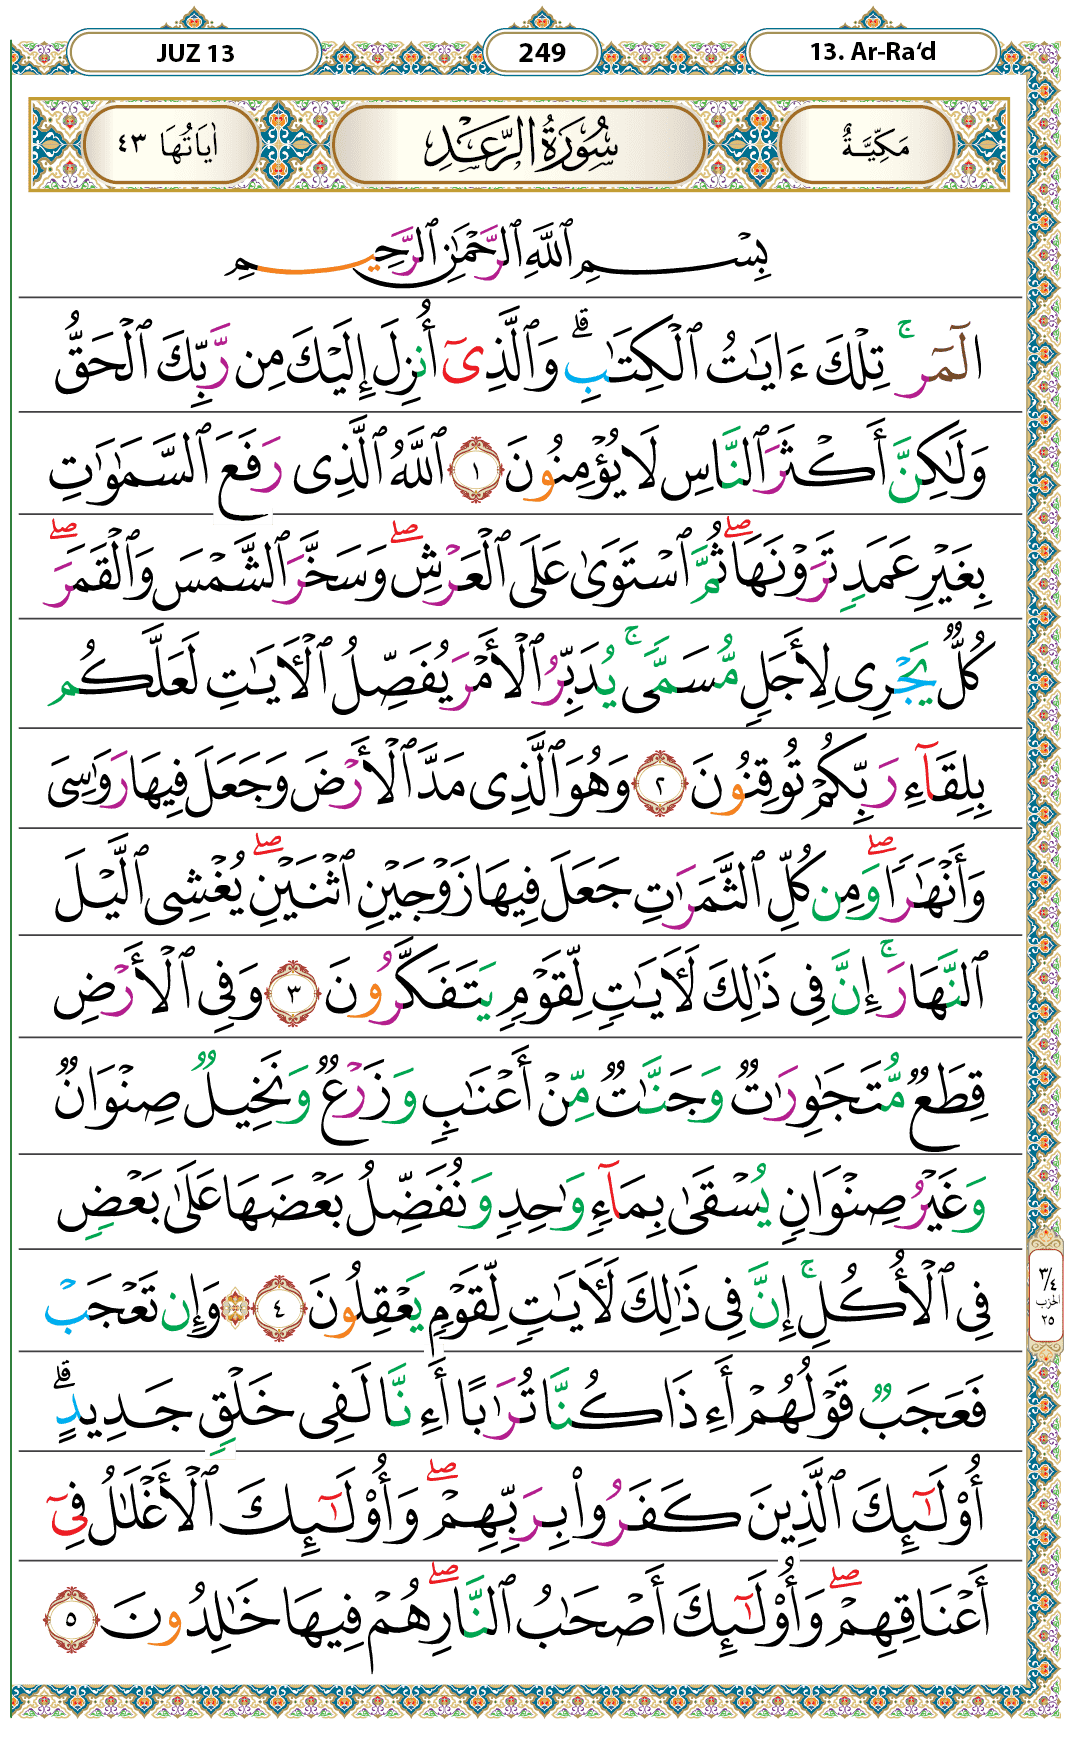 JUZ 13
249
13. Ar-Ra‘d
مَكِّيَّةٌ
سُورَةُ الرَّعْدِ
اٰيَاتُهَا ٤٣
بِسْمِ ٱللَّهِ ٱلرَّحْمَٰنِ ٱلرَّحِيمِ
الٓمٓرۚ تِلْكَ ءَايَٰتُ ٱلْكِتَٰبِۗ وَٱلَّذِىٓ أُنزِلَ إِلَيْكَ مِن رَّبِّكَ ٱلْحَقُّ
وَلَٰكِنَّ أَكْثَرَ ٱلنَّاسِ لَا يُؤْمِنُونَ ١ ٱللَّهُ ٱلَّذِى رَفَعَ ٱلسَّمَٰوَٰتِ
بِغَيْرِ عَمَدٍ تَرَوْنَهَاۖ ثُمَّ ٱسْتَوَىٰ عَلَى ٱلْعَرْشِۖ وَسَخَّرَ ٱلشَّمْسَ وَٱلْقَمَرَۖ
كُلٌّ يَجْرِى لِأَجَلٍ مُّسَمًّىۚ يُدَبِّرُ ٱلْأَمْرَ يُفَصِّلُ ٱلْءَايَٰتِ لَعَلَّكُم
بِلِقَآءِ رَبِّكُمْ تُوقِنُونَ ٢ وَهُوَ ٱلَّذِى مَدَّ ٱلْأَرْضَ وَجَعَلَ فِيهَا رَوَٰسِىَ
وَأَنْهَٰرًاۖ وَمِن كُلِّ ٱلثَّمَرَٰتِ جَعَلَ فِيهَا زَوْجَيْنِ ٱثْنَيْنِۖ يُغْشِى ٱلَّيْلَ
ٱلنَّهَارَۚ إِنَّ فِى ذَٰلِكَ لَءَايَٰتٍ لِّقَوْمٍ يَتَفَكَّرُونَ ٣ وَفِى ٱلْأَرْضِ
قِطَعٌ مُّتَجَٰوِرَٰتٌ وَجَنَّٰتٌ مِّنْ أَعْنَٰبٍ وَزَرْعٌ وَنَخِيلٌ صِنْوَانٌ
وَغَيْرُ صِنْوَانٍ يُسْقَىٰ بِمَآءٍ وَٰحِدٍ وَنُفَضِّلُ بَعْضَهَا عَلَىٰ بَعْضٍ
فِى ٱلْأُكُلِۚ إِنَّ فِى ذَٰلِكَ لَءَايَٰتٍ لِّقَوْمٍ يَعْقِلُونَ ٤ ۞ وَإِن تَعْجَبْ
فَعَجَبٌ قَوْلُهُمْ أَءِذَا كُنَّا تُرَٰبًا أَءِنَّا لَفِى خَلْقٍ جَدِيدٍۗ
أُو۟لَٰٓئِكَ ٱلَّذِينَ كَفَرُوا۟ بِرَبِّهِمْۖ وَأُو۟لَٰٓئِكَ ٱلْأَغْلَٰلُ فِىٓ
أَعْنَاقِهِمْۖ وَأُو۟لَٰٓئِكَ أَصْحَٰبُ ٱلنَّارِۖ هُمْ فِيهَا خَٰلِدُونَ ٥
٣/٤
الحزب
٢٥